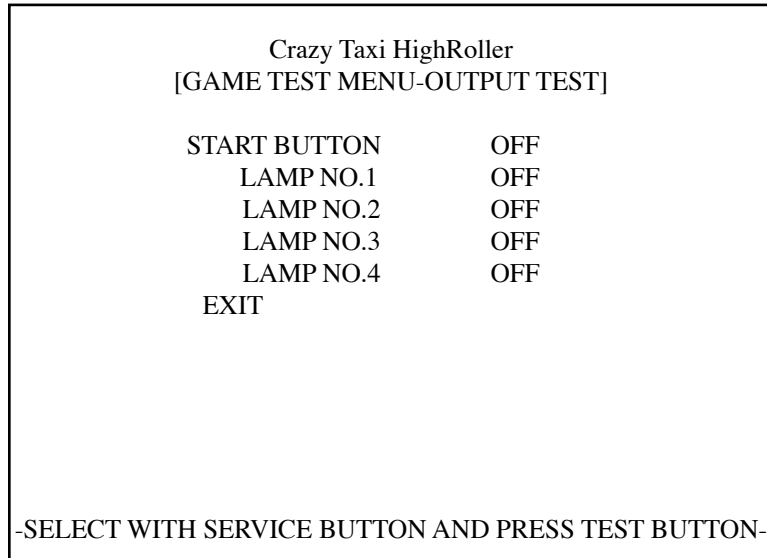 Crazy Taxi HighRoller
[GAME TEST MENU-OUTPUT TEST]
START BUTTON OFF
LAMP NO.1 OFF
LAMP NO.2 OFF
LAMP NO.3 OFF
LAMP NO.4 OFF
EXIT
-SELECT WITH SERVICE BUTTON AND PRESS TEST BUTTON-